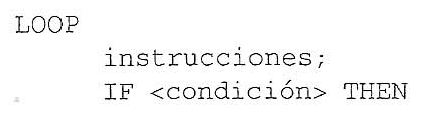 LOOP
instrucciones;
IF <condición> THEN